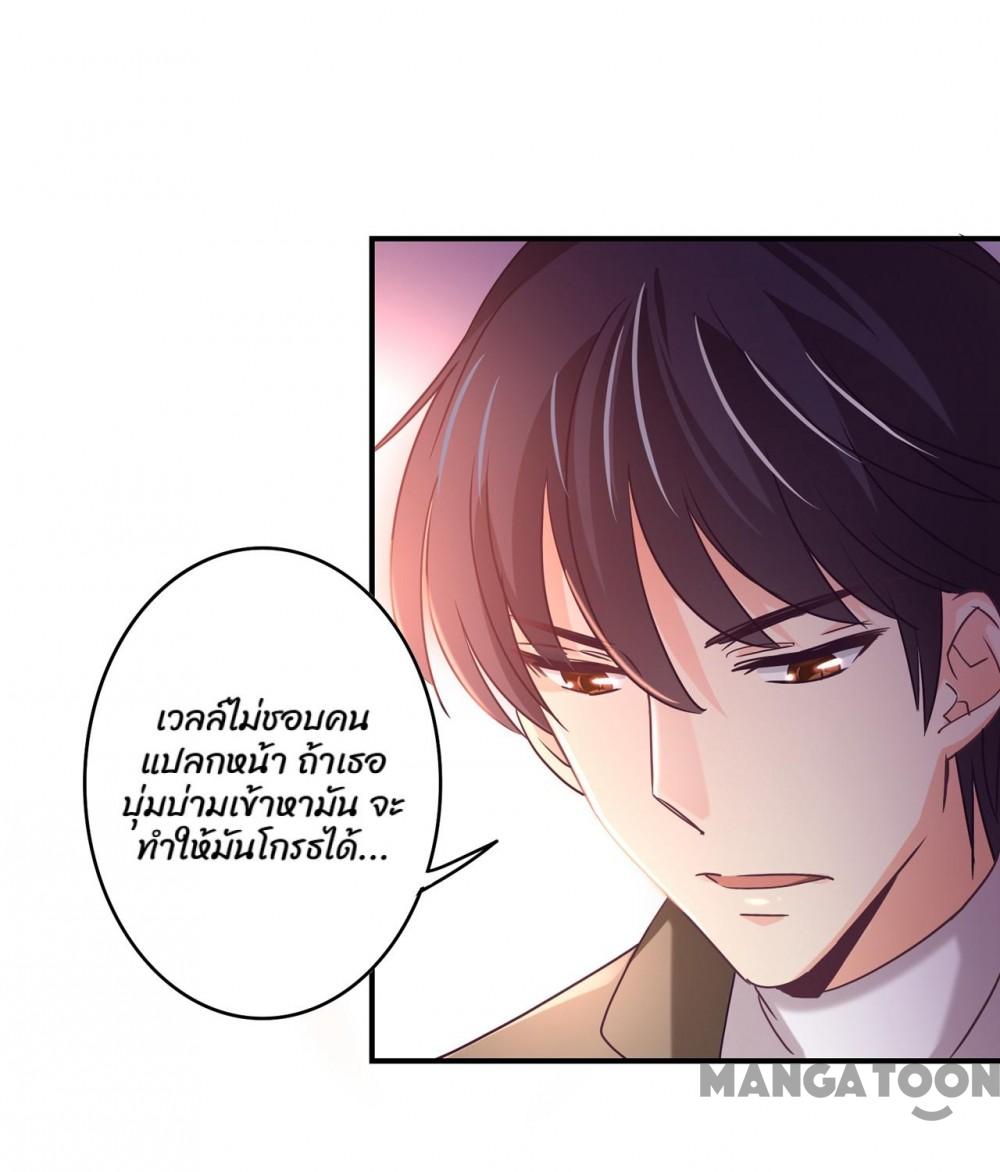 เวลล์ไม่ชอบคน
แปลกหน้า ถ้าเธอ
บุ่มบ่ามเข้าหามัน จะ
ทำให้มันโกรธได้...
MANGATOON